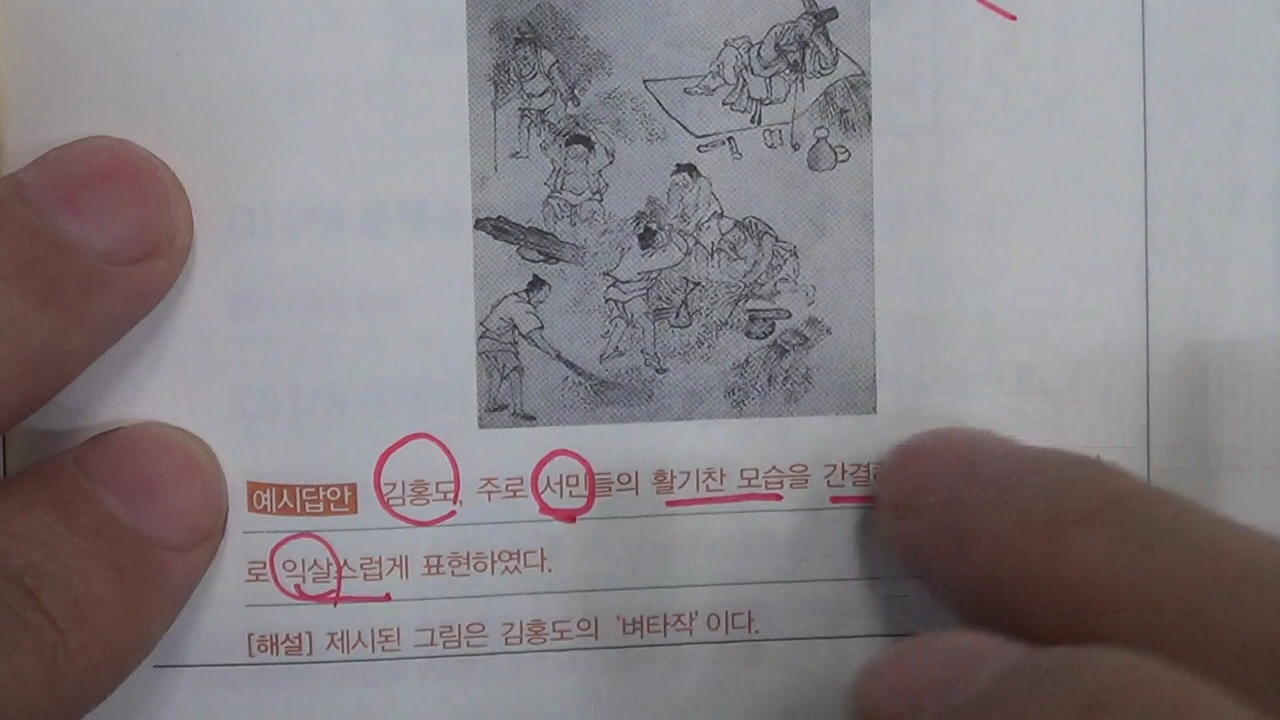 예시답안 김홍도, 주로 서민들의 활기찬 모습을 간결
로 익살스럽게 표현하였다.
[해설] 제시된 그림은 김홍도의 '벼타작'이다.